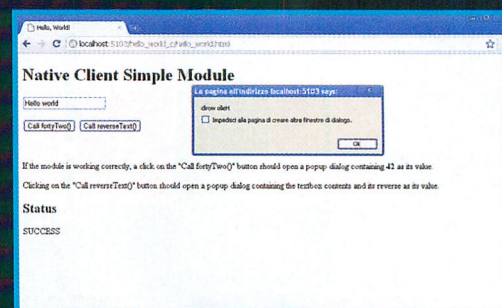 Hello, World!
localhost:5103/hello_world_c/hello_world.html
Native Client Simple Module
Hello world
Call fortyTwo() Call reverseText()
La pagina all'indirizzo localhost:5103 says:
dlrow olleH
Impedisci alla pagina di creare altre finestre di dialogo.
OK
If the module is working correctly, a click on the "Call fortyTwo()" button should open a popup dialog containing 42 as its value.
Clicking on the "Call reverseText()" button should open a popup dialog containing the textbox contents and its reverse as its value.
Status
SUCCESS